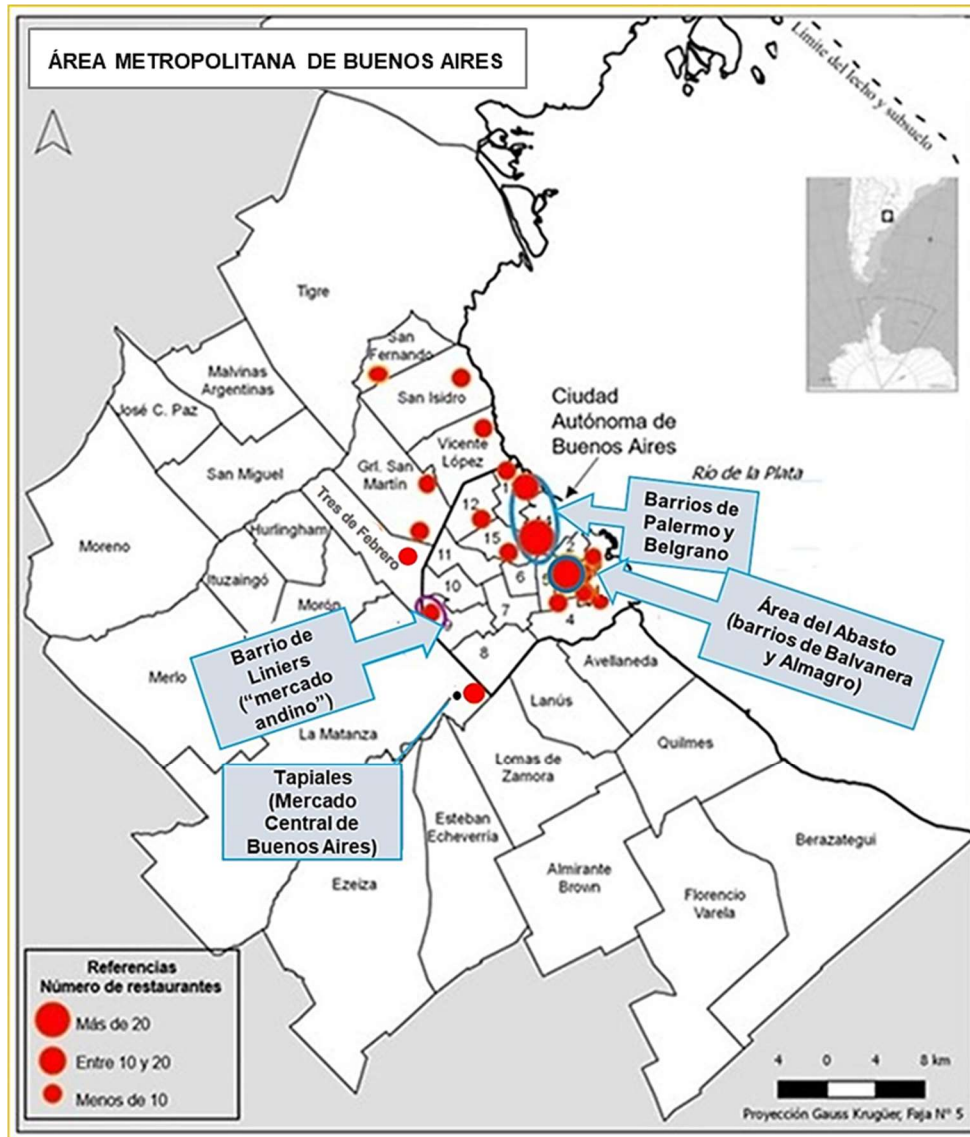 ÁREA METROPOLITANA DE BUENOS AIRES
Límite del lecho y subsuelo
Tigre
San
Fernando
Malvinas
Argentinas
San Isidro
José C. Paz
Ciudad
Autónoma de
Buenos Aires
Vicente
López
San Miguel
Grl. San
Martín
Río de la Plata
Tres de Febrero
Barrios de
Palermo y
Belgrano
Hurlingham
Moreno
Ituzaingó
Morón
12
15
11
2
10
6
5
7
4
8
Área del Abasto
(barrios de Balvanera
y Almagro)
Barrio de
Liniers
("mercado
andino")
Merlo
Avellaneda
Lanús
La Matanza
Quilmes
Lomas de
Zamora
Tapiales
(Mercado
Central de
Buenos Aires)
Esteban
Echeverría
Berazategui
Almirante
Brown
Ezeiza
Florencio
Varela
Referencias
Número de restaurantes
Más de 20
Entre 10 y 20
Menos de 10
4 0 4 8 km
Proyección Gauss Krugüer, Faja N° 5